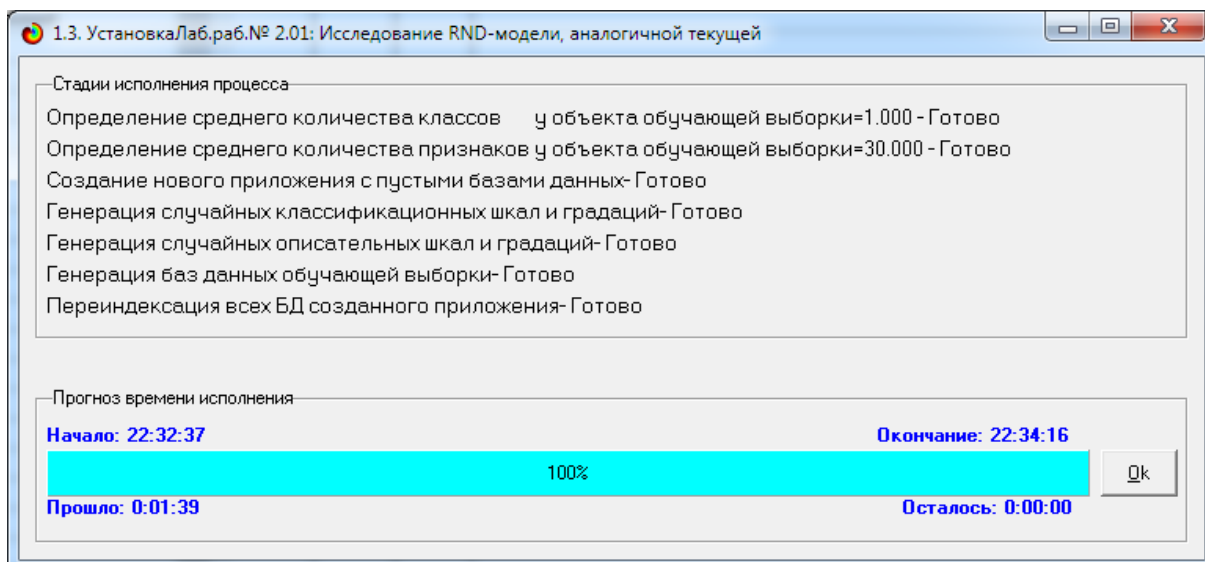 1.3. УстановкаЛаб.раб.№ 2.01: Исследование RND-модели, аналогичной текущей
Стадии исполнения процесса
Определение среднего количества классов у объекта обучающей выборки=1.000 - Готово
Определение среднего количества признаков у объекта обучающей выборки=30.000 - Готово
Создание нового приложения с пустыми базами данных- Готово
Генерация случайных классификационных шкал и градаций- Готово
Генерация случайных описательных шкал и градаций- Готово
Генерация баз данных обучающей выборки- Готово
Переиндексация всех БД созданного приложения- Готово
Прогноз времени исполнения
Начало: 22:32:37 Окончание: 22:34:16
100% Ok
Прошло: 0:01:39 Осталось: 0:00:00